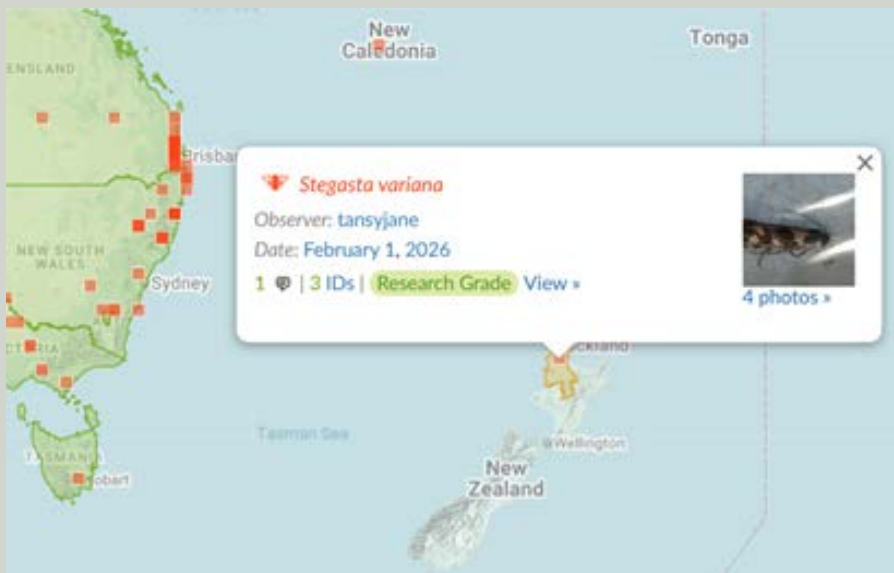 New
Caledonia
Tonga
ENSLAND
Brisba
Stegasta variana
Observer: tansyjane
Date: February 1, 2026
1 | 3 IDs | Research Grade View »
4 photos »
NEW SOUTH
WALES
Sydney
ckland
Tasman Sea
Wellington
TASMANIA
obart
New
Zealand